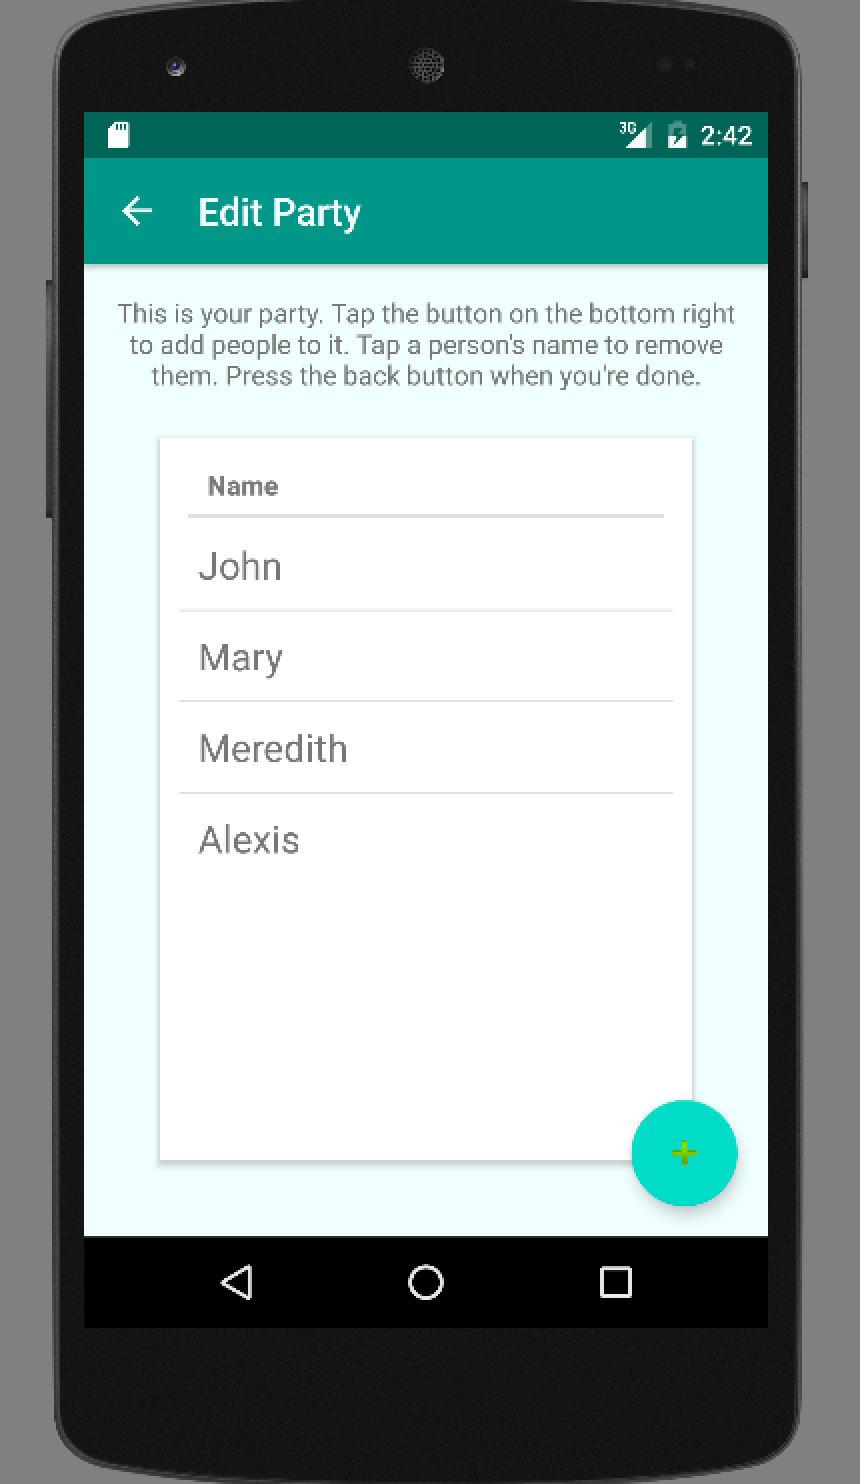 3G 2:42
Edit Party
This is your party. Tap the button on the bottom right
to add people to it. Tap a person's name to remove
them. Press the back button when you're done.
Name
John
Mary
Meredith
Alexis